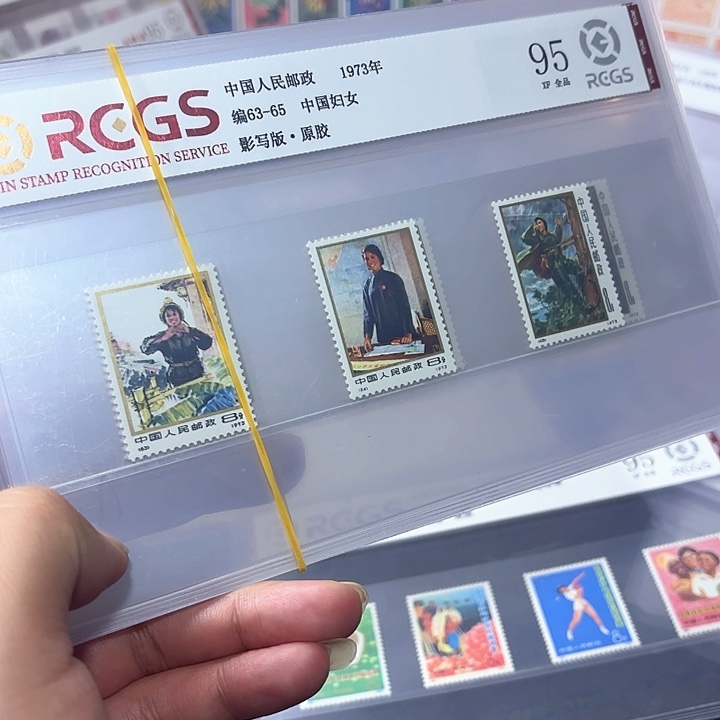 RCGS
IN STAMP RECOGNITION SERVICE
中国人民邮政 1973年
编63-65 中国妇女
影写版·原胶
95
XF 全品
RCGS
中国人民邮政 8分
(63) 1973
中国人民邮政 8分
(64) 1973
中国人民邮政 8
1973
95
RCGS